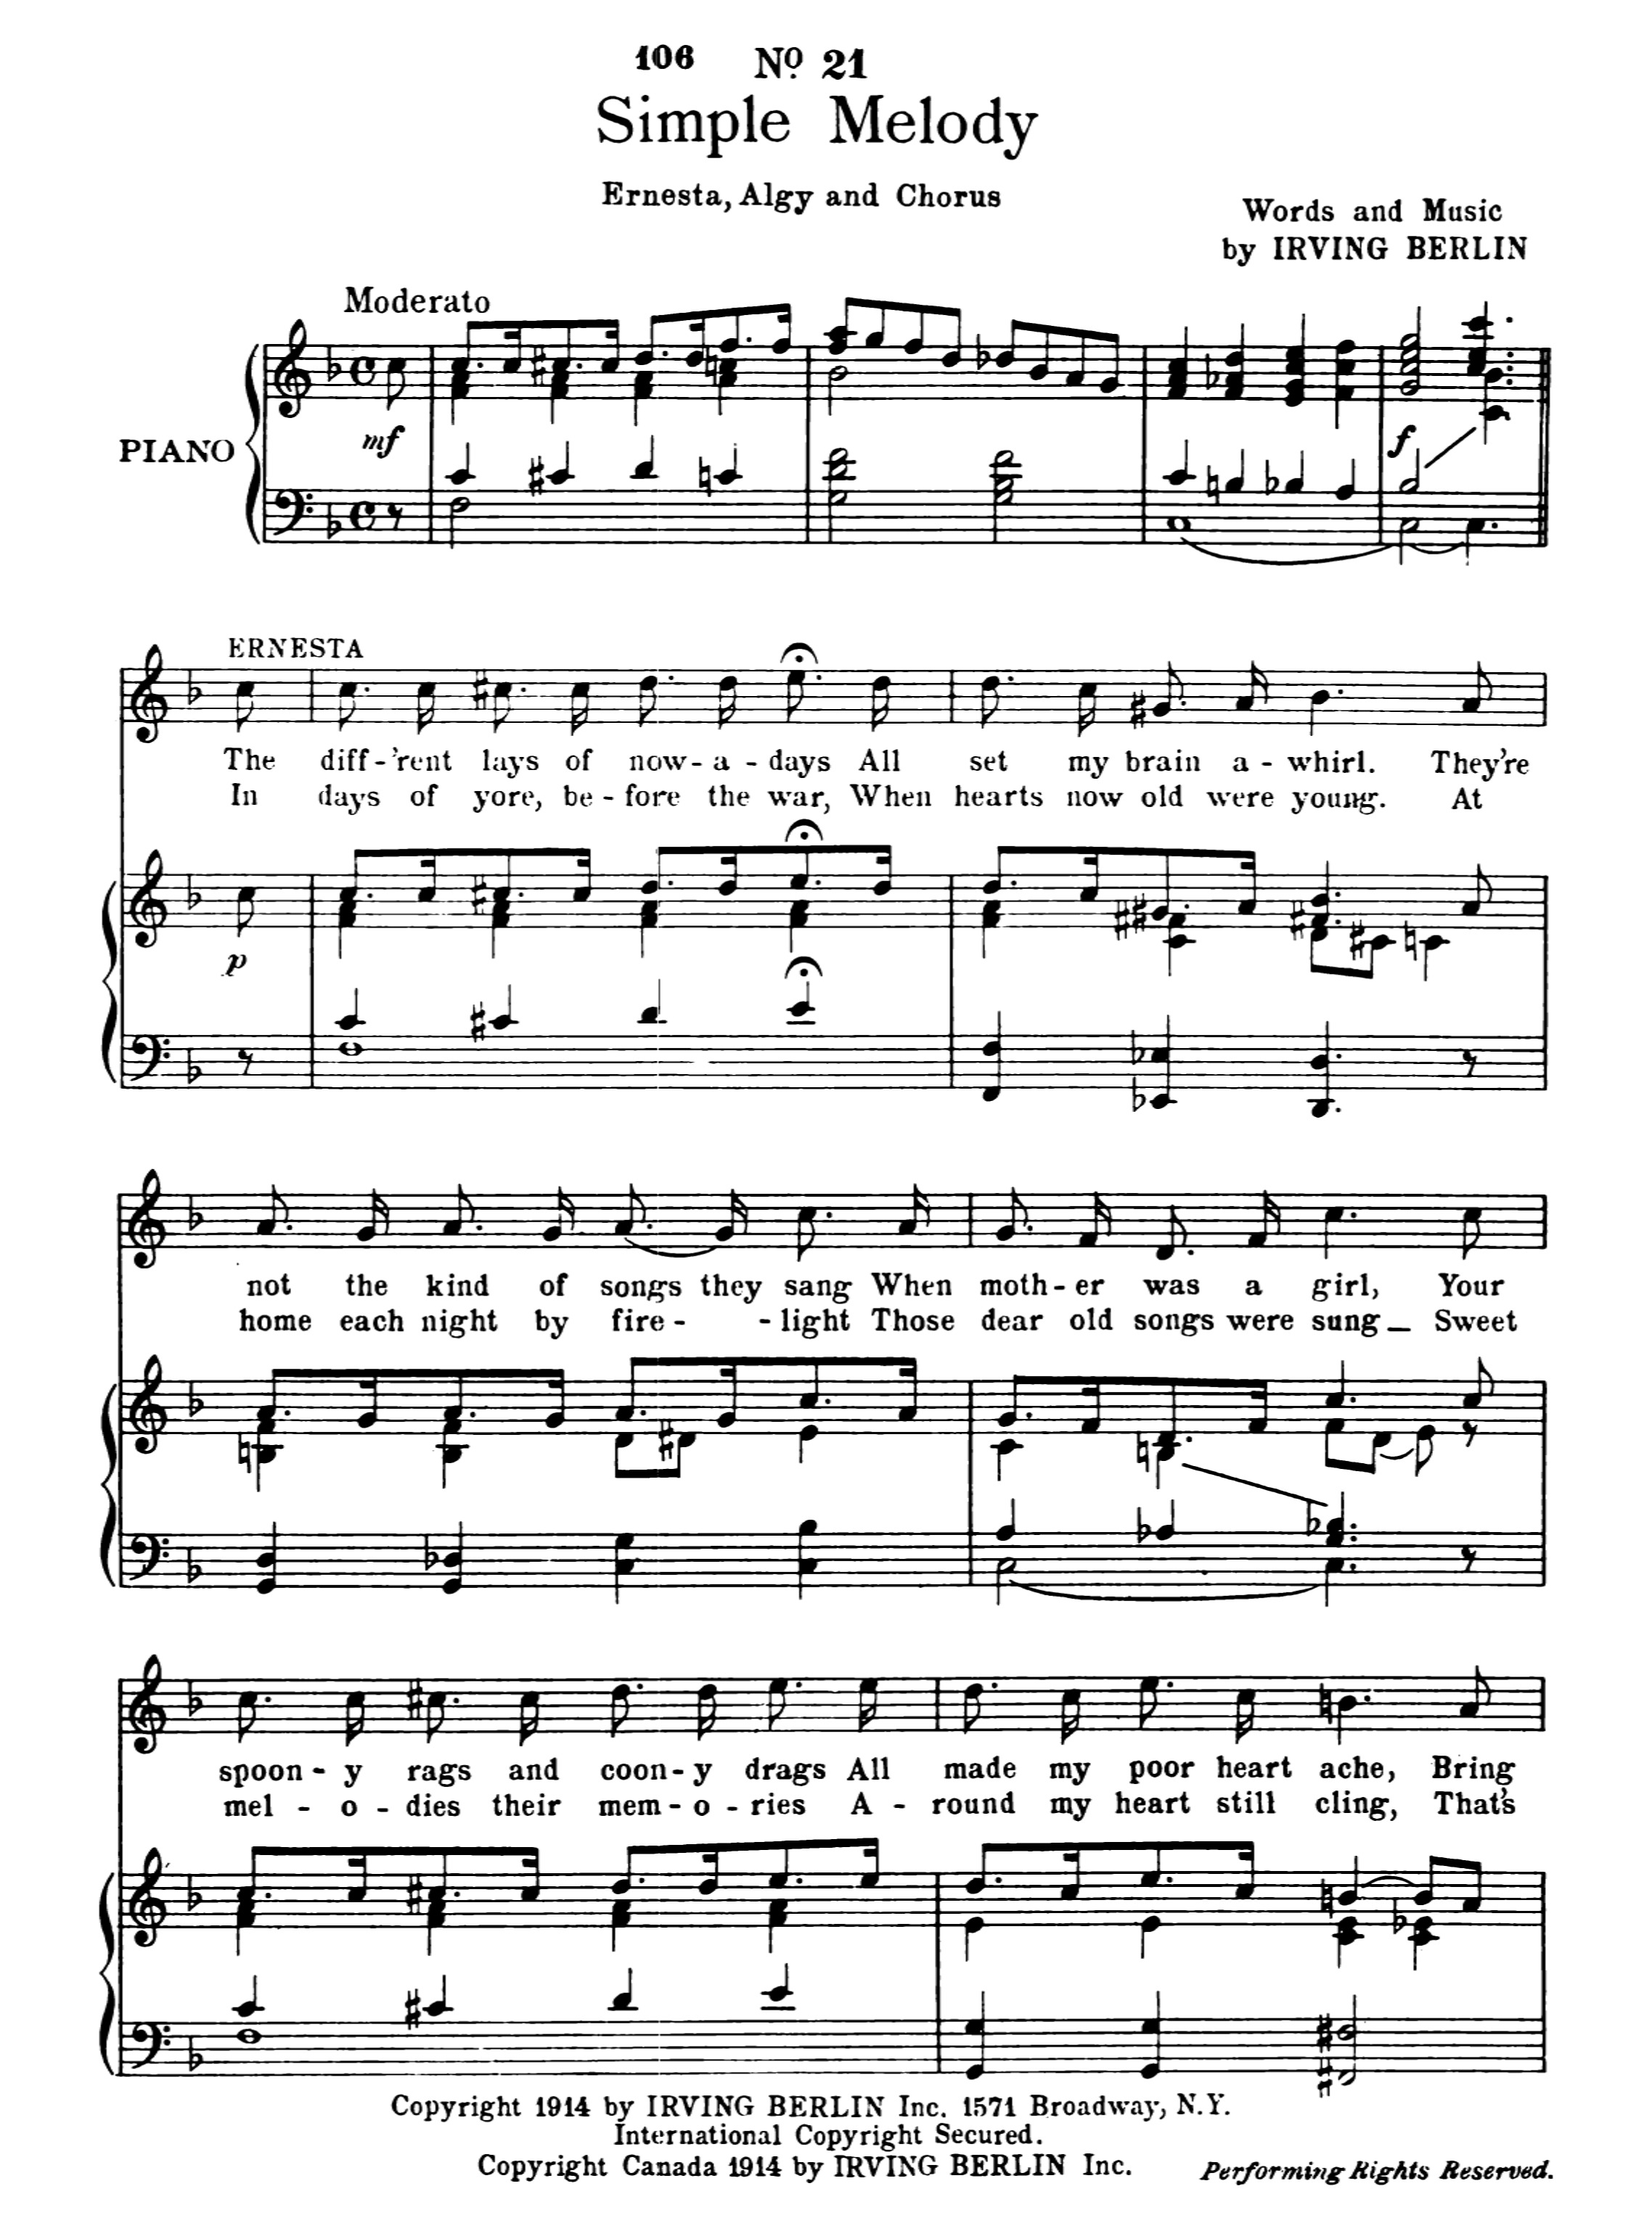 106 Nº 21
Simple Melody
Ernesta, Algy and Chorus
Words and Music
by IRVING BERLIN
Moderato
PIANO
mf
f
ERNESTA
The diff-'rent lays of now-a-days All set my brain a-whirl. They're
In days of yore, be-fore the war, When hearts now old were young. At
p
not the kind of songs they sang When moth-er was a girl, Your
home each night by fire- -light Those dear old songs were sung_ Sweet
spoon-y rags and coon-y drags All made my poor heart ache, Bring
mel-o-dies their mem-o-ries A-round my heart still cling, That's
Copyright 1914 by IRVING BERLIN Inc. 1571 Broadway, N.Y.
International Copyright Secured.
Copyright Canada 1914 by IRVING BERLIN Inc. Performing Rights Reserved.